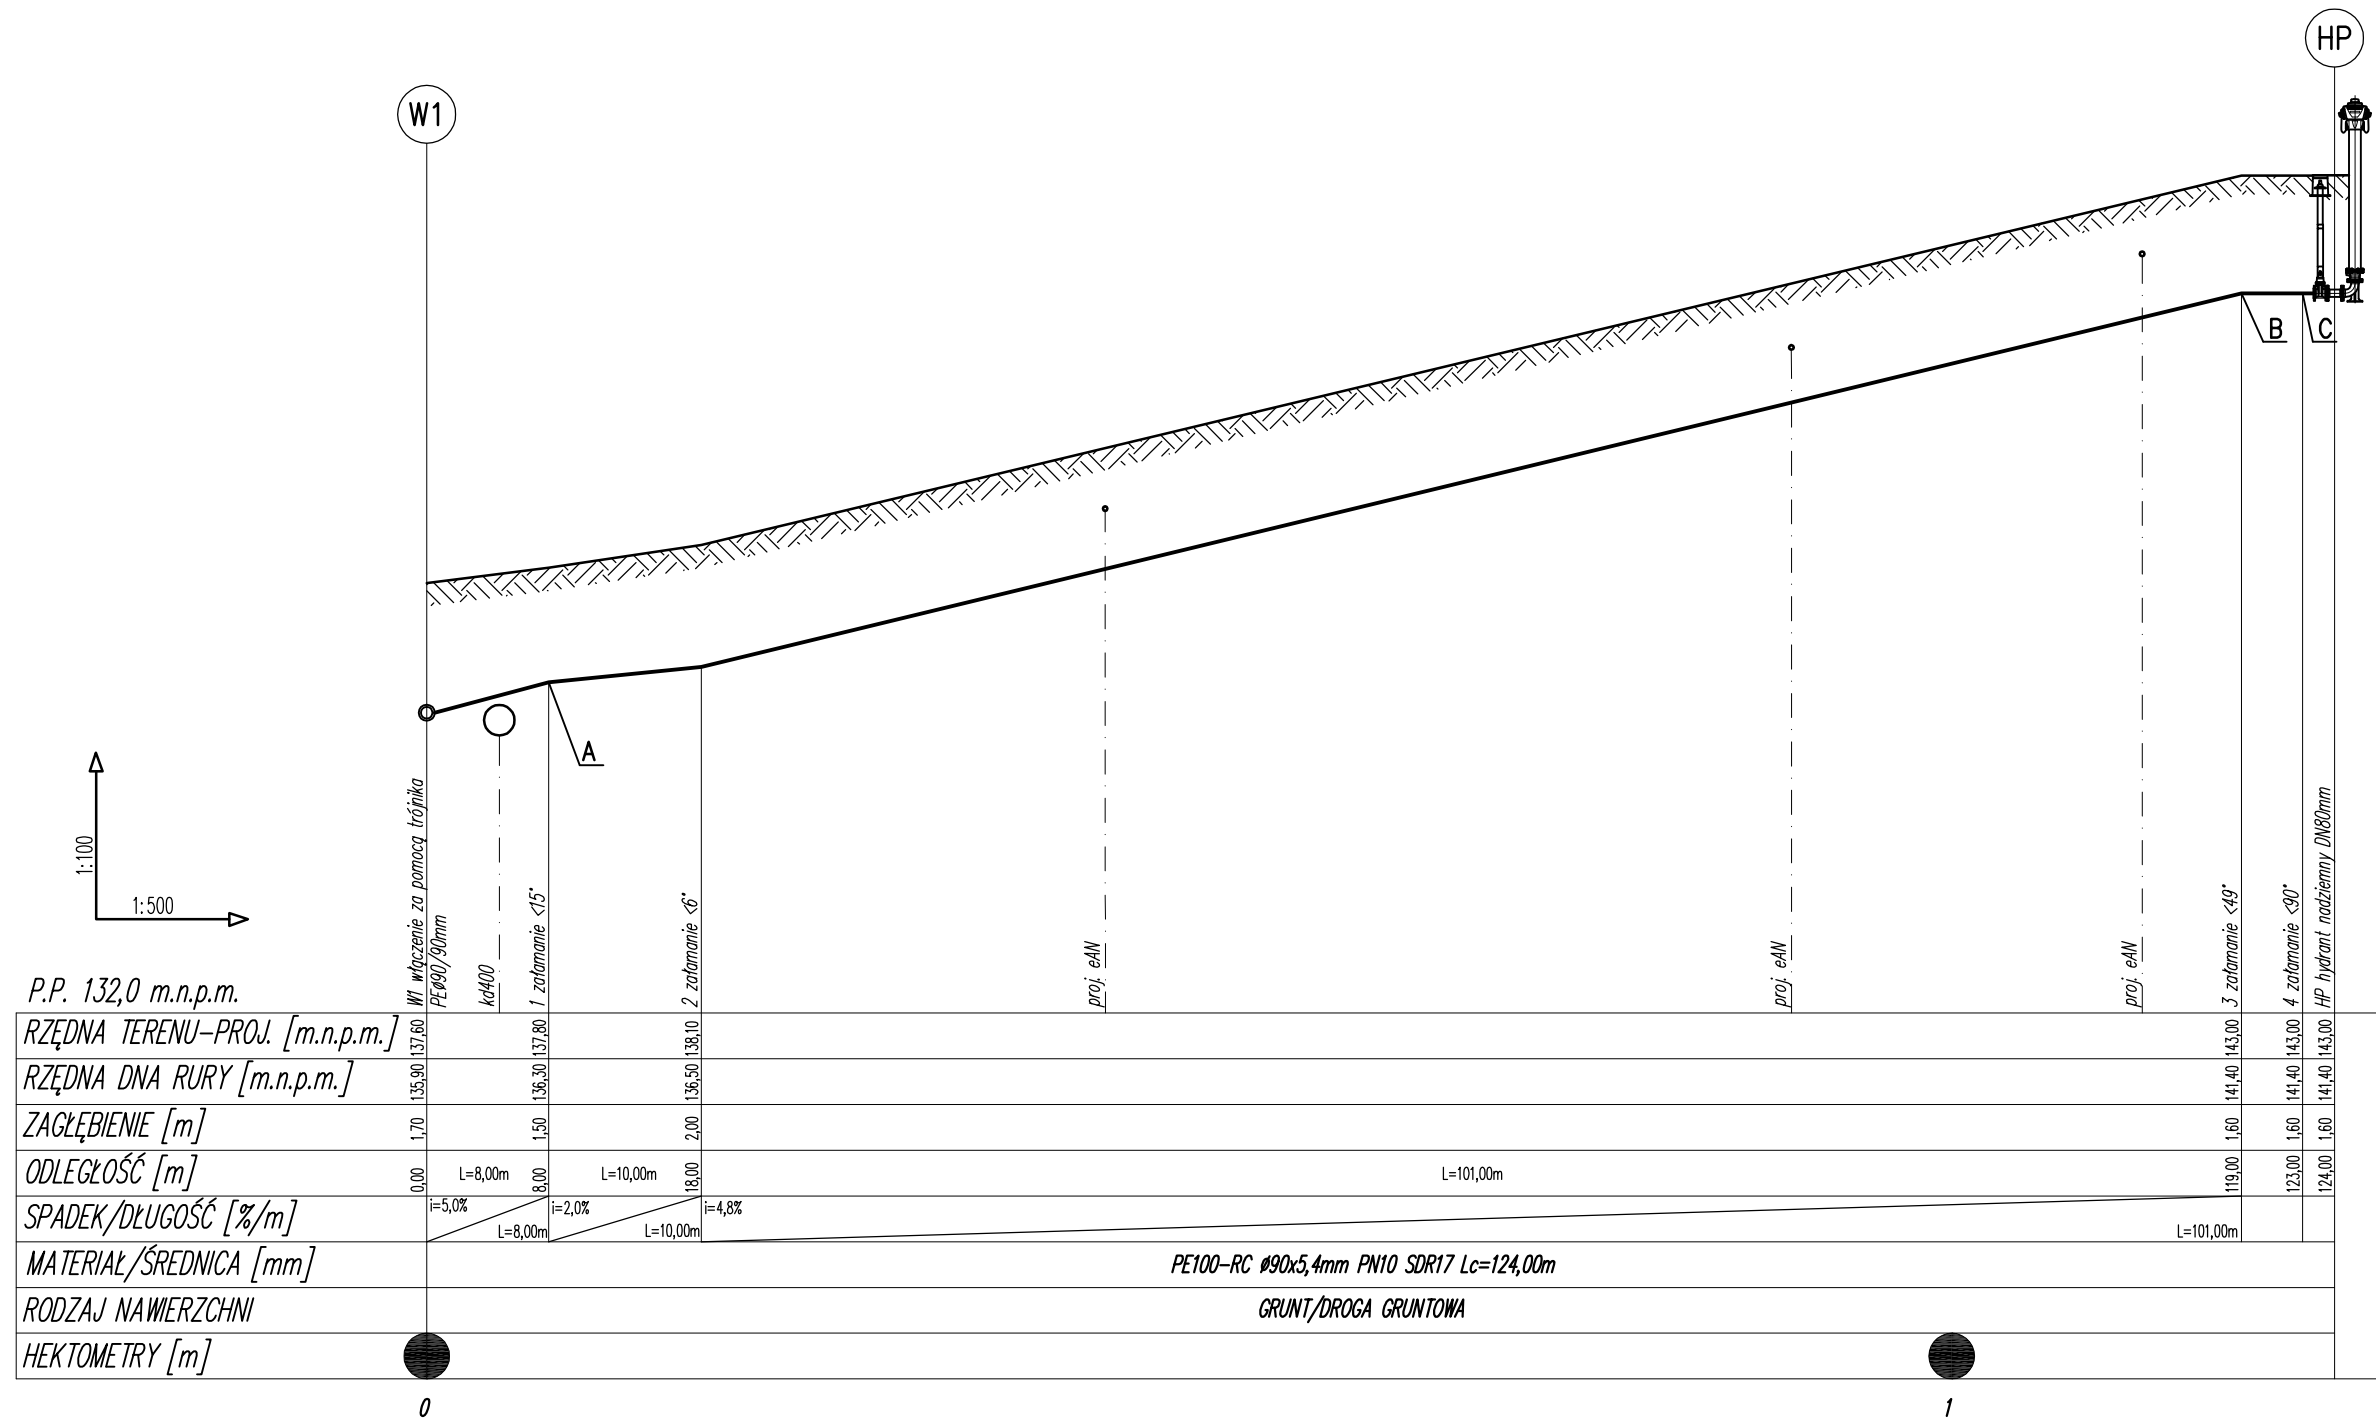 HP
W1
B
C
A
1:100
1:500
W1 włączenie za pomocą trójnika
PEø90/90mm
kd400
1 załamanie <15°
2 załamanie <6°
proj. eAN
proj. eAN
proj. eAN
3 załamanie <49°
4 załamanie <90°
HP hydrant nadziemny DN80mm
P.P. 132,0 m.n.p.m.
RZĘDNA TERENU-PROJ. [m.n.p.m.] 137,60 137,80 138,10 143,00 143,00 143,00
RZĘDNA DNA RURY [m.n.p.m.] 135,90 136,30 136,50 141,40 141,40 141,40
ZAGŁĘBIENIE [m] 1,70 1,50 2,00 1,60 1,60 1,60
ODLEGŁOŚĆ [m] 0,00 L=8,00m 8,00 L=10,00m 18,00 L=101,00m 119,00 123,00 124,00
SPADEK/DŁUGOŚĆ [%/m] i=5,0% L=8,00m i=2,0% L=10,00m i=4,8% L=101,00m
MATERIAŁ/ŚREDNICA [mm] PE100-RC ø90x5,4mm PN10 SDR17 Lc=124,00m
RODZAJ NAWIERZCHNI GRUNT/DROGA GRUNTOWA
HEKTOMETRY [m]
0 1